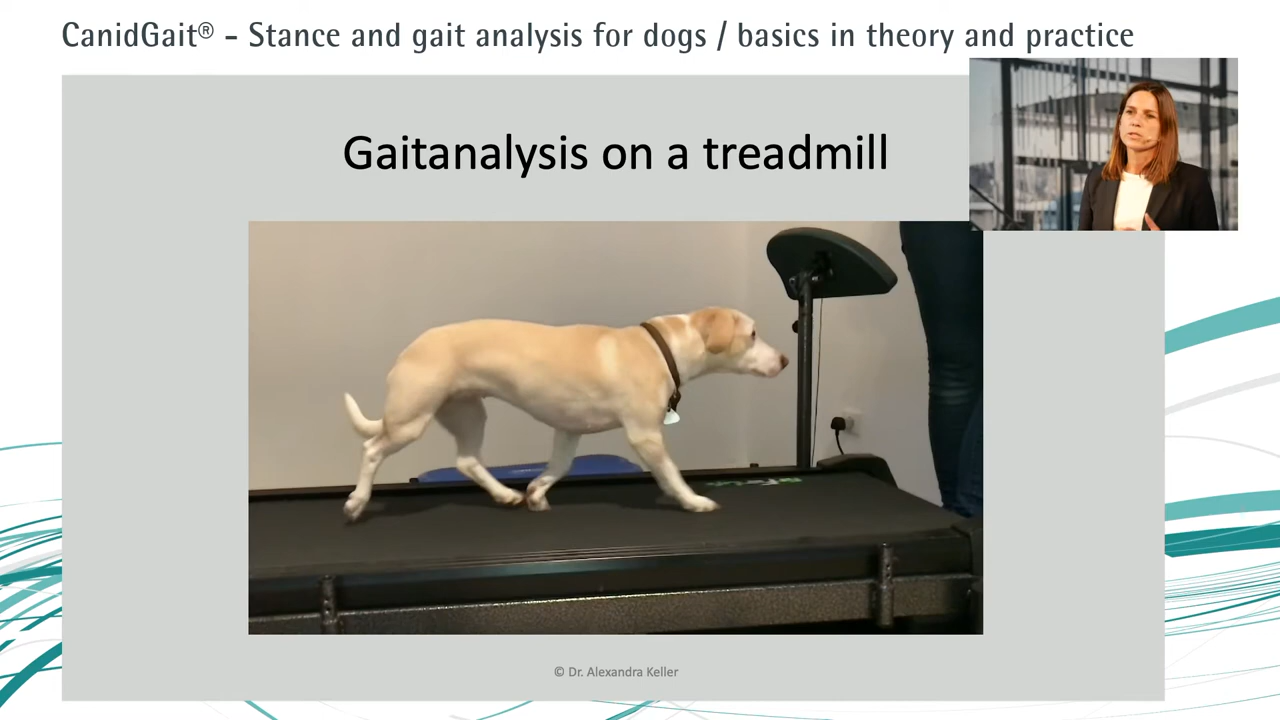 CanidGait® - Stance and gait analysis for dogs / basics in theory and practice
Gaitanalysis on a treadmill
© Dr. Alexandra Keller